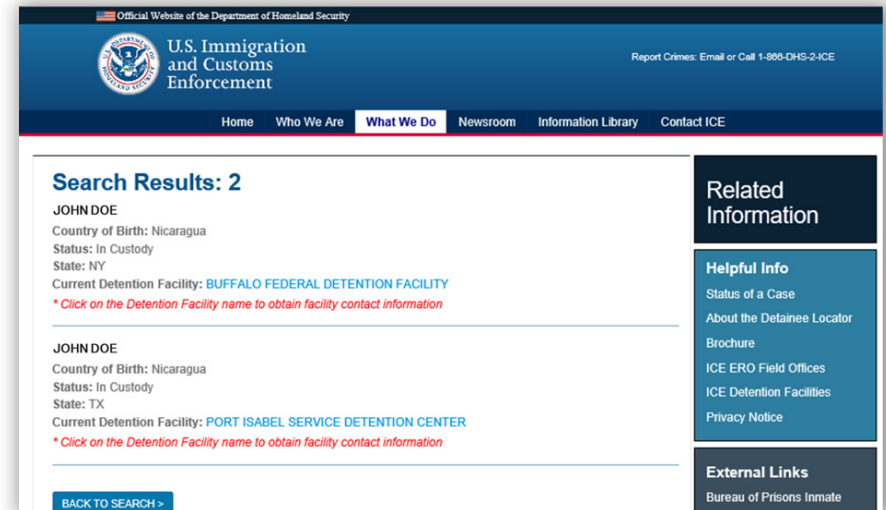 Official Website of the Department of Homeland Security
U.S. Immigration
and Customs
Enforcement
Report Crimes: Email or Call 1-866-DHS-2-ICE
Home Who We Are What We Do Newsroom Information Library Contact ICE
Search Results: 2
JOHN DOE
Country of Birth: Nicaragua
Status: In Custody
State: NY
Current Detention Facility: BUFFALO FEDERAL DETENTION FACILITY
* Click on the Detention Facility name to obtain facility contact information
JOHN DOE
Country of Birth: Nicaragua
Status: In Custody
State: TX
Current Detention Facility: PORT ISABEL SERVICE DETENTION CENTER
* Click on the Detention Facility name to obtain facility contact information
BACK TO SEARCH >
Related
Information
Helpful Info
Status of a Case
About the Detainee Locator
Brochure
ICE ERO Field Offices
ICE Detention Facilities
Privacy Notice
External Links
Bureau of Prisons Inmate